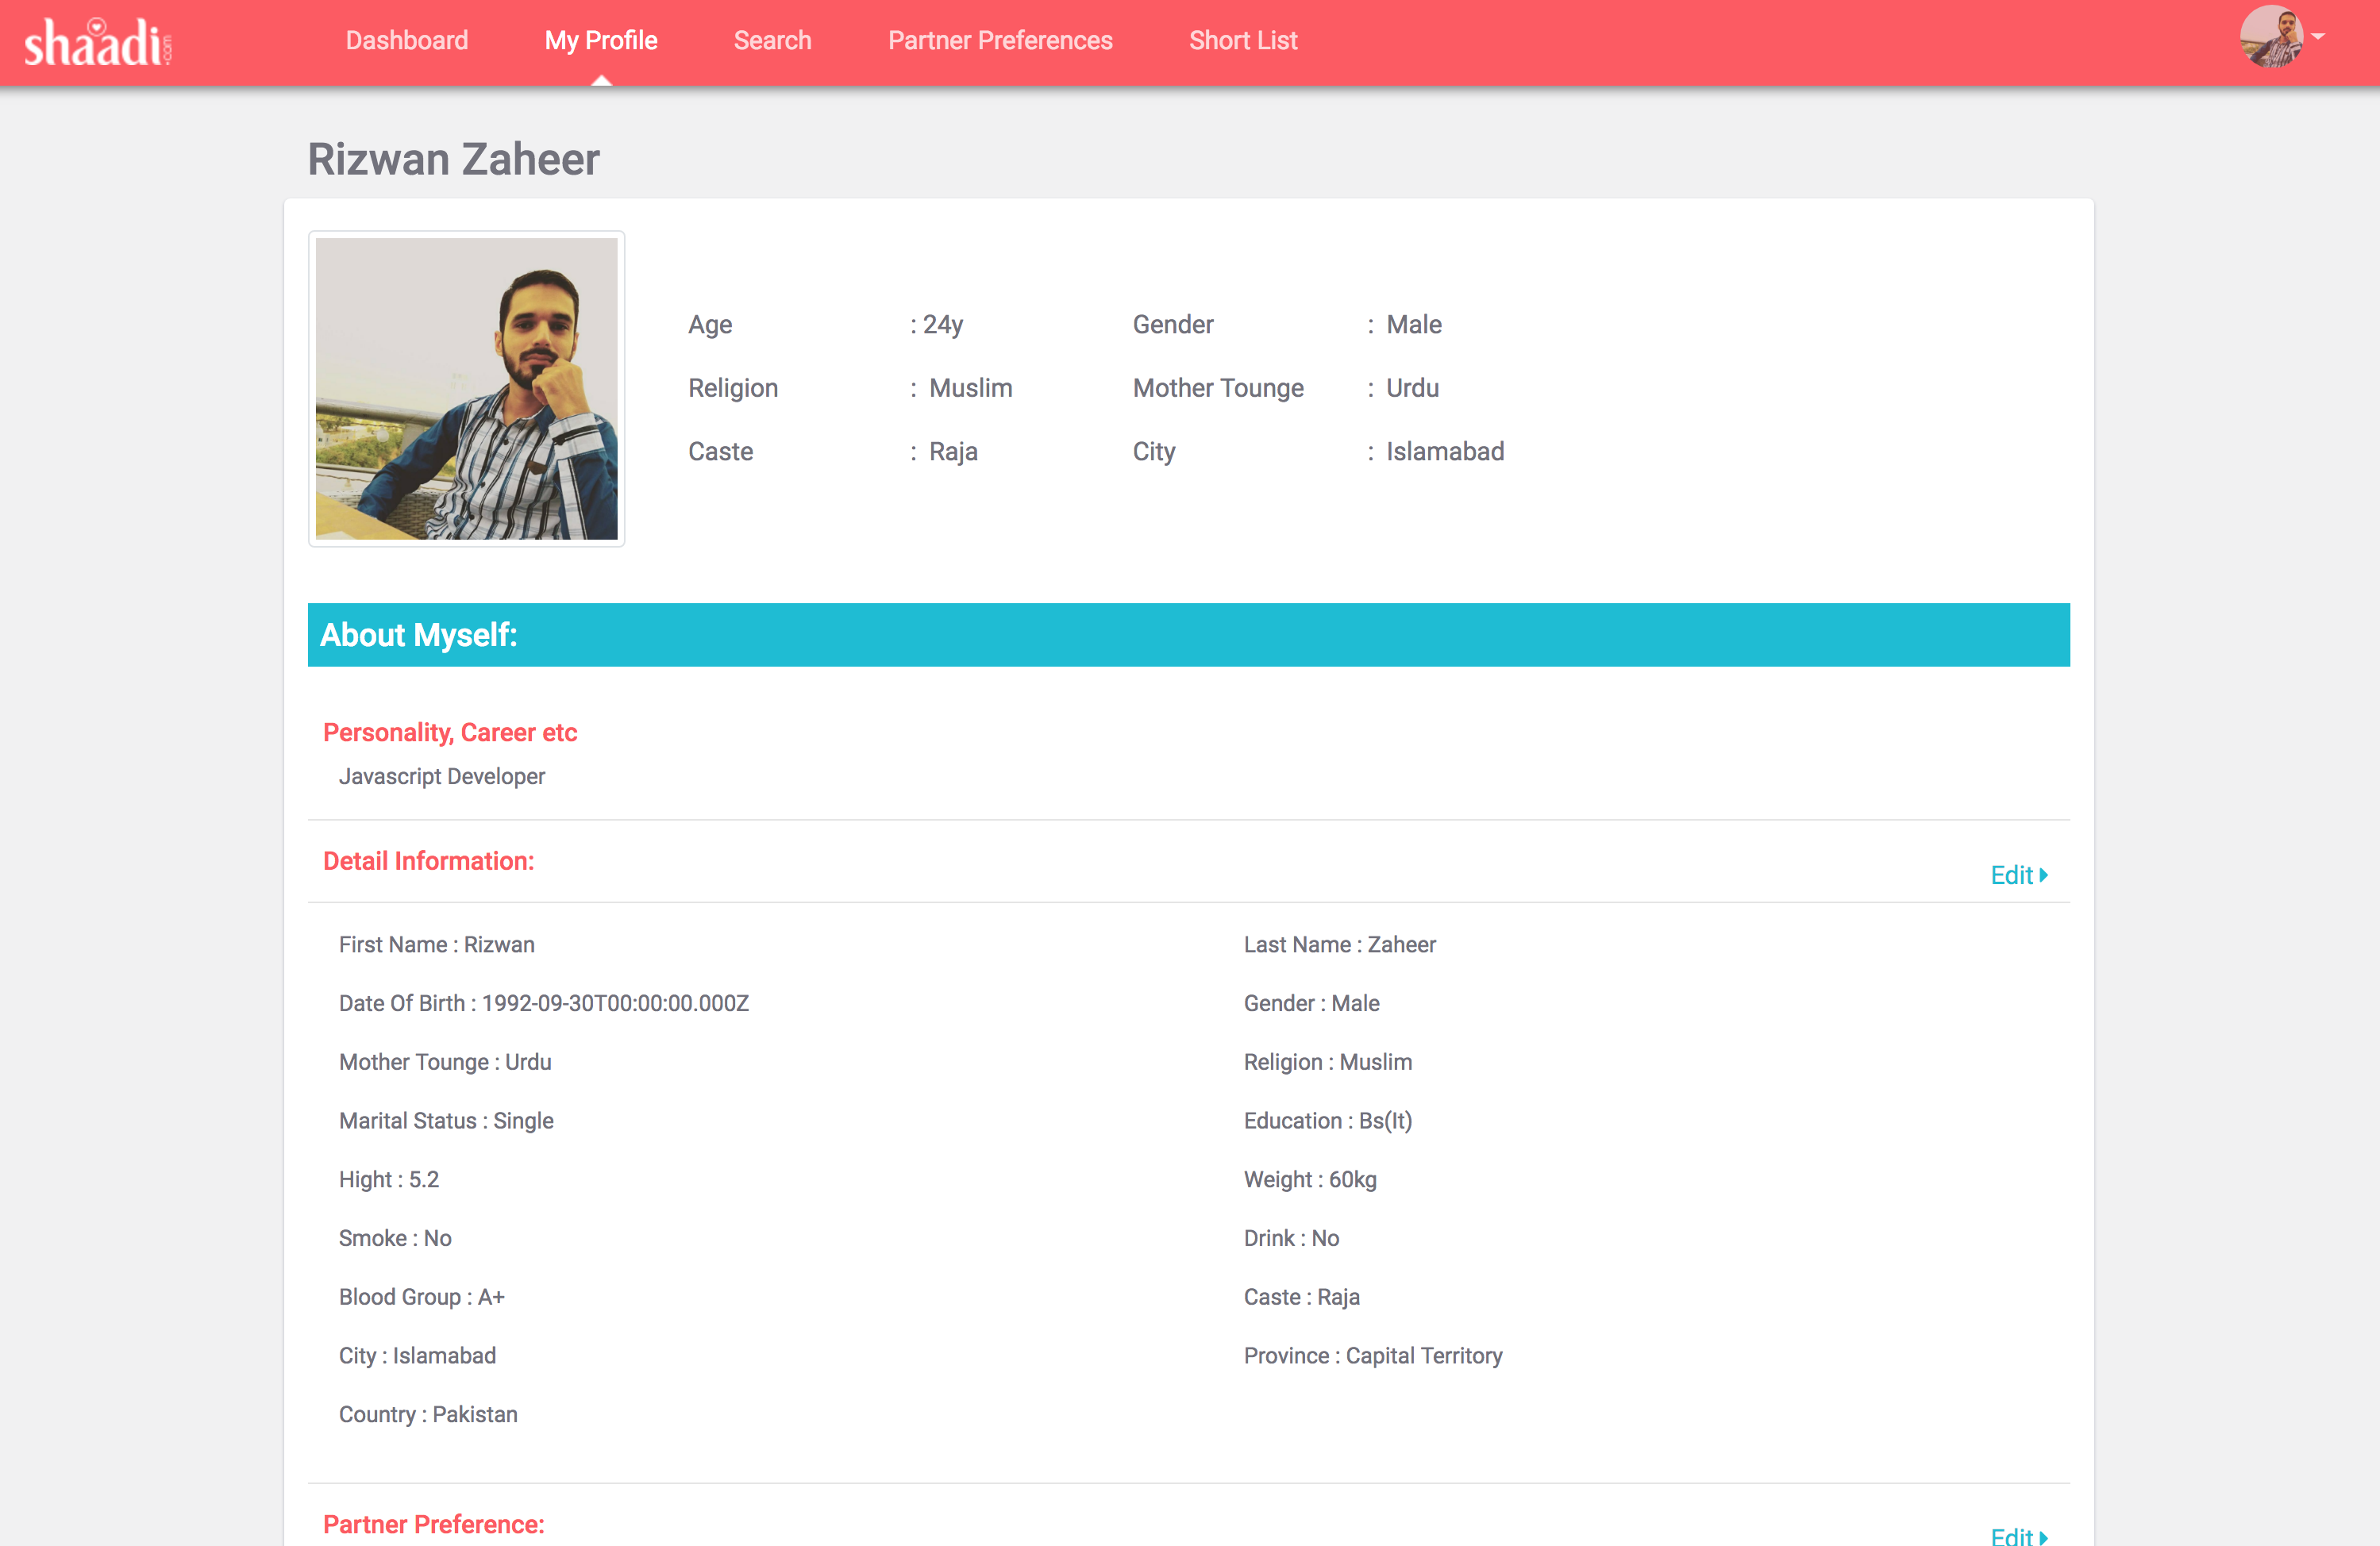 shaadi.com Dashboard My Profile Search Partner Preferences Short List
Rizwan Zaheer
Age : 24y Gender : Male
Religion : Muslim Mother Tounge : Urdu
Caste : Raja City : Islamabad
About Myself:
Personality, Career etc
Javascript Developer
Detail Information:
Edit
First Name : Rizwan Last Name : Zaheer
Date Of Birth : 1992-09-30T00:00:00.000Z Gender : Male
Mother Tounge : Urdu Religion : Muslim
Marital Status : Single Education : Bs(It)
Hight : 5.2 Weight : 60kg
Smoke : No Drink : No
Blood Group : A+ Caste : Raja
City : Islamabad Province : Capital Territory
Country : Pakistan
Partner Preference:
Edit